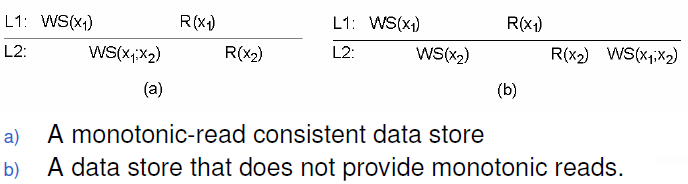 L1: WS(x₁) R(x₁) L1: WS(x₁) R(x₁)
L2: WS(x₁;x₂) R(x₂) L2: WS(x₂) R(x₂) WS(x₁;x₂)
(a) (b)
a) A monotonic-read consistent data store
b) A data store that does not provide monotonic reads.